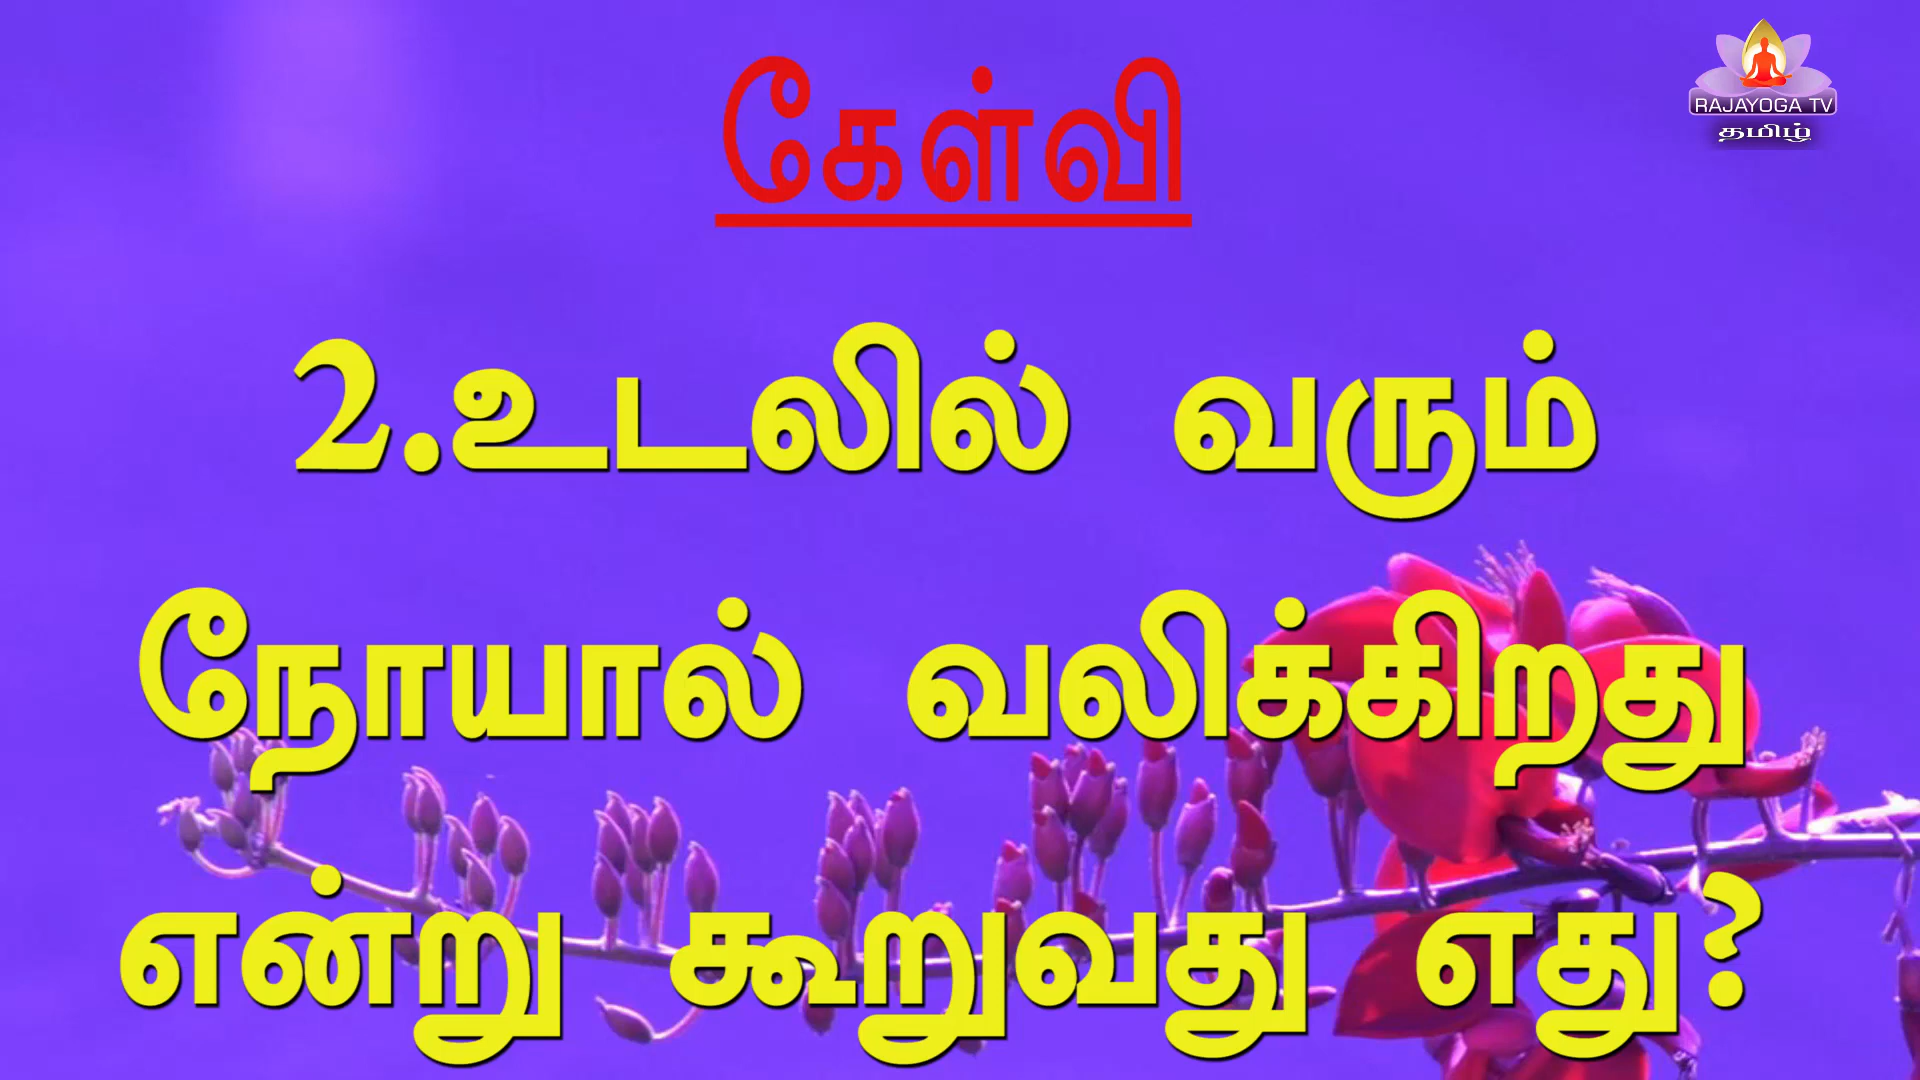 கேள்வி
RAJAYOGA TV
தமிழ்
2.உடலில் வரும்
நோயால் வலிக்கிறது
என்று கூறுவது எது?